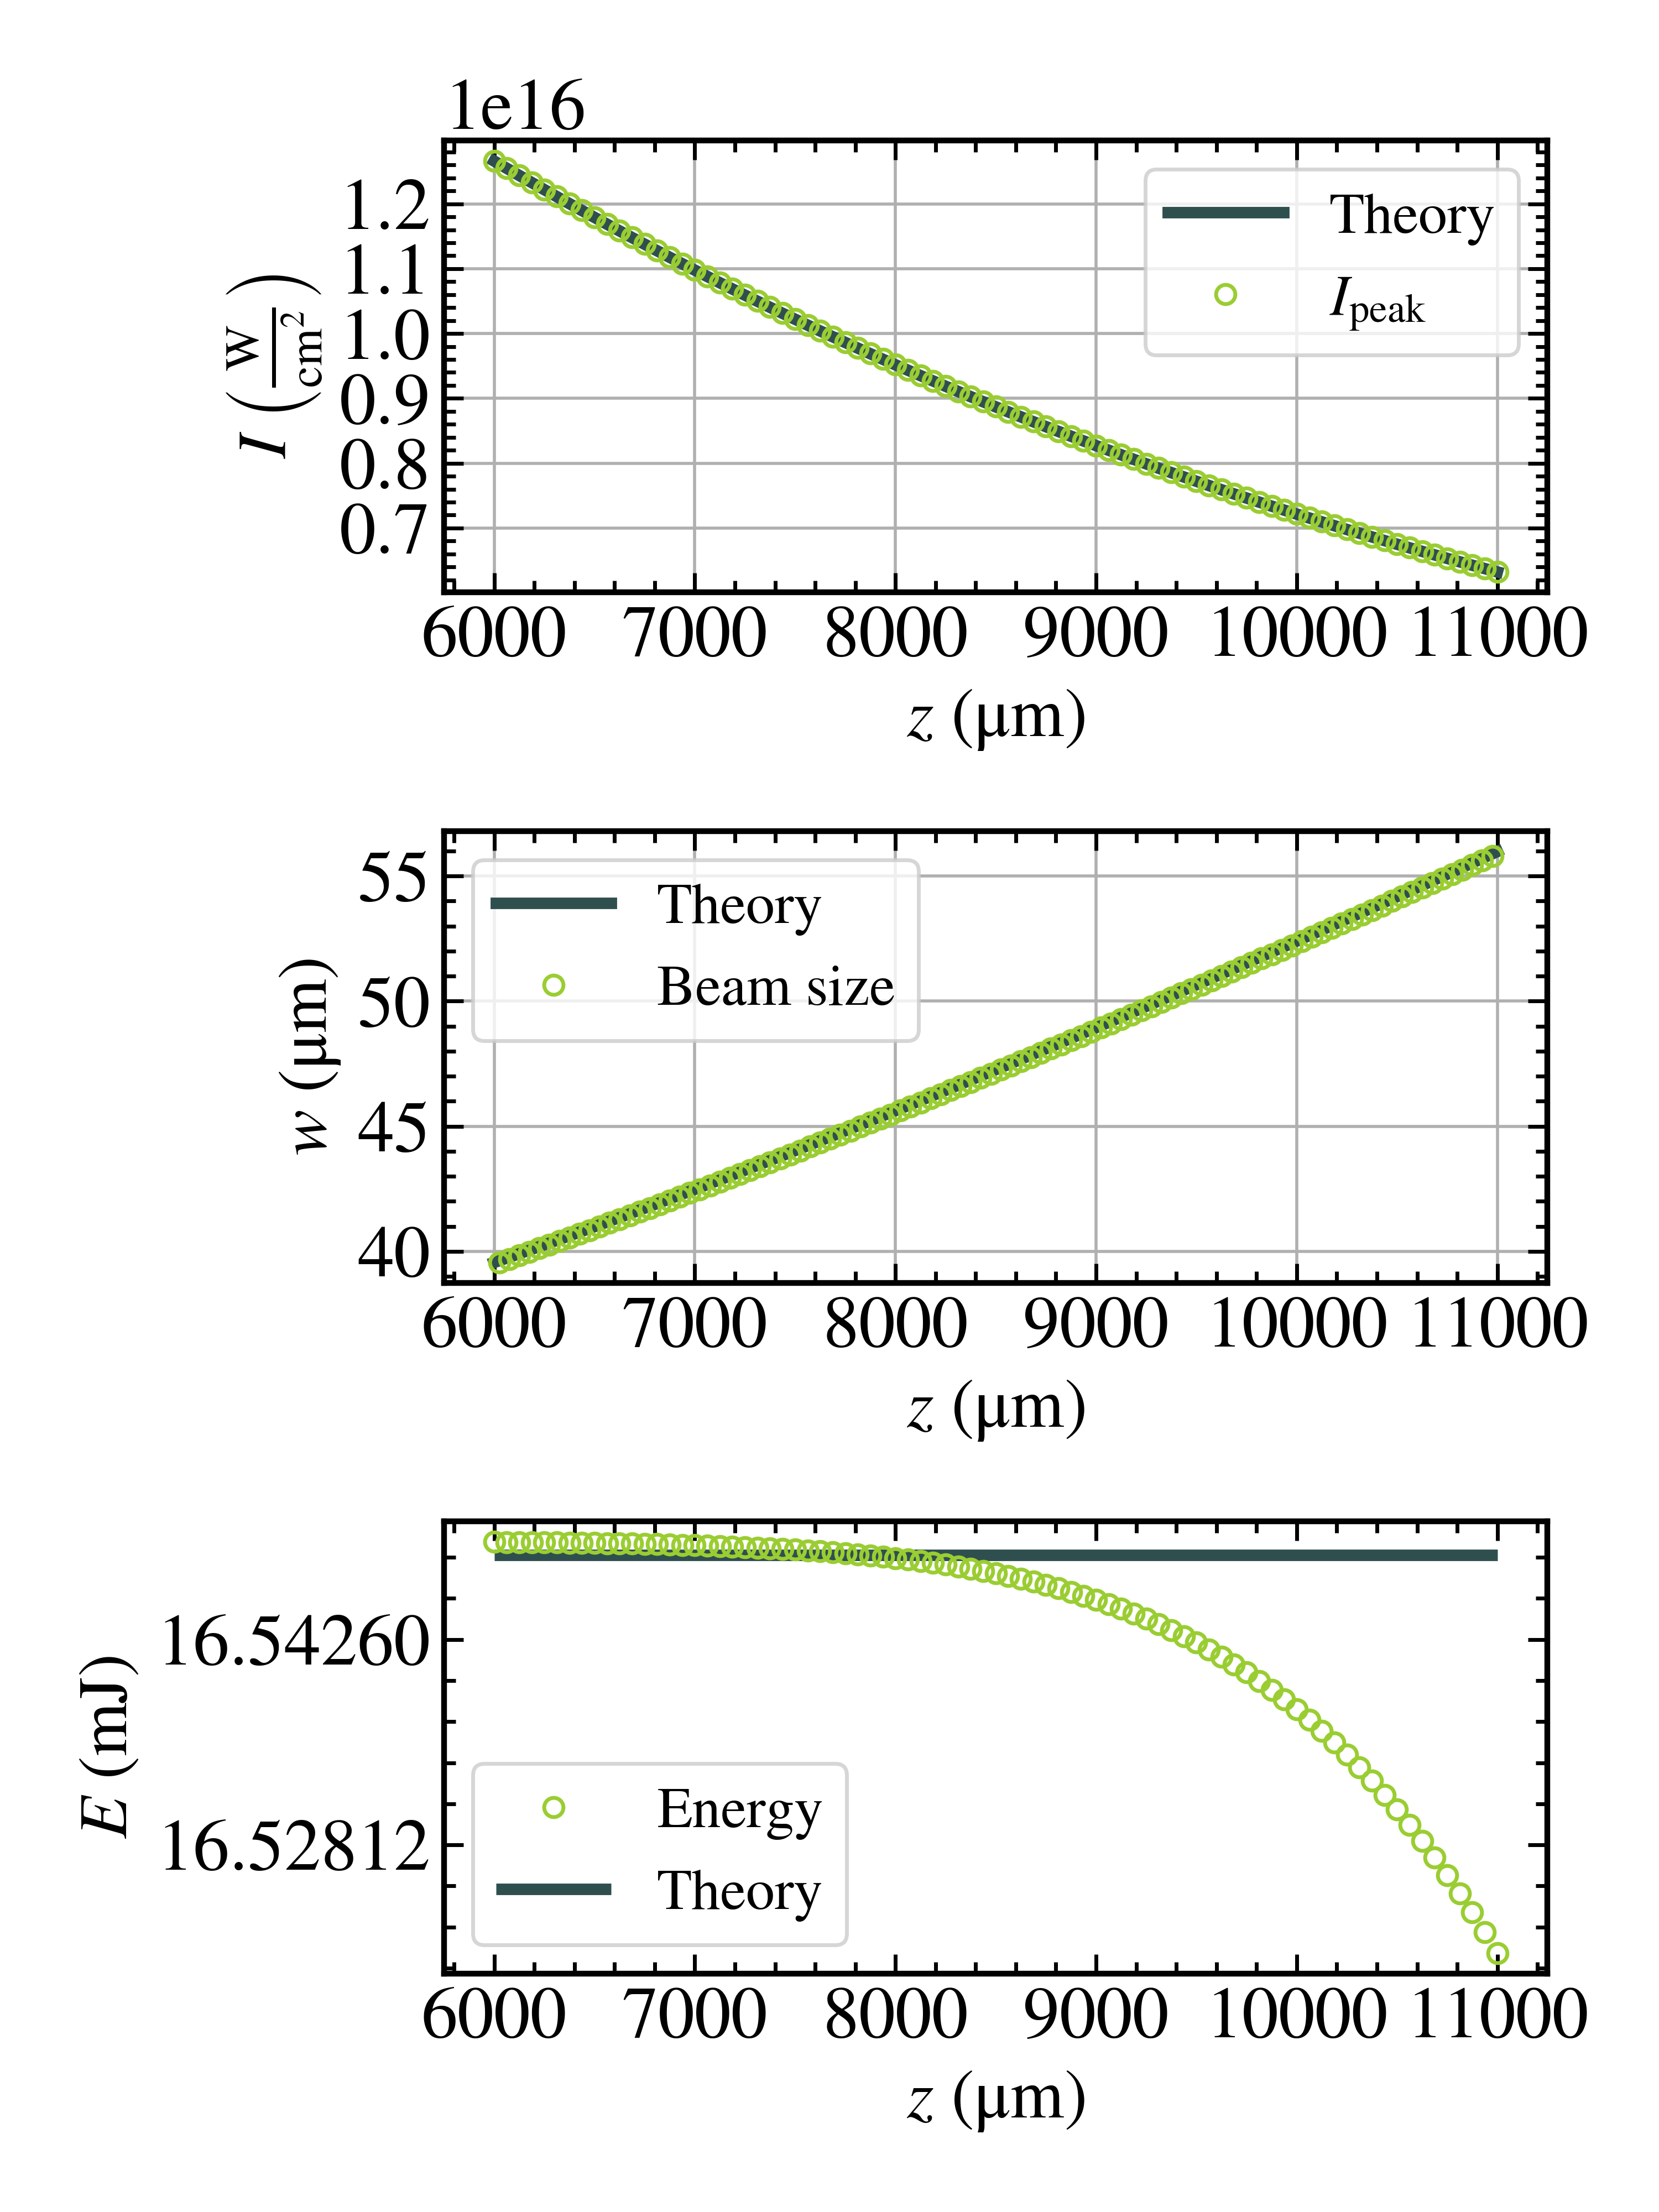 1e16
1.2
1.1
1.0
0.9
0.8
0.7
I (W/cm²)
Theory
I_peak
6000 7000 8000 9000 10000 11000
z (μm)
55
50
45
40
w (μm)
Theory
Beam size
6000 7000 8000 9000 10000 11000
z (μm)
16.54260
16.52812
E (mJ)
Energy
Theory
6000 7000 8000 9000 10000 11000
z (μm)